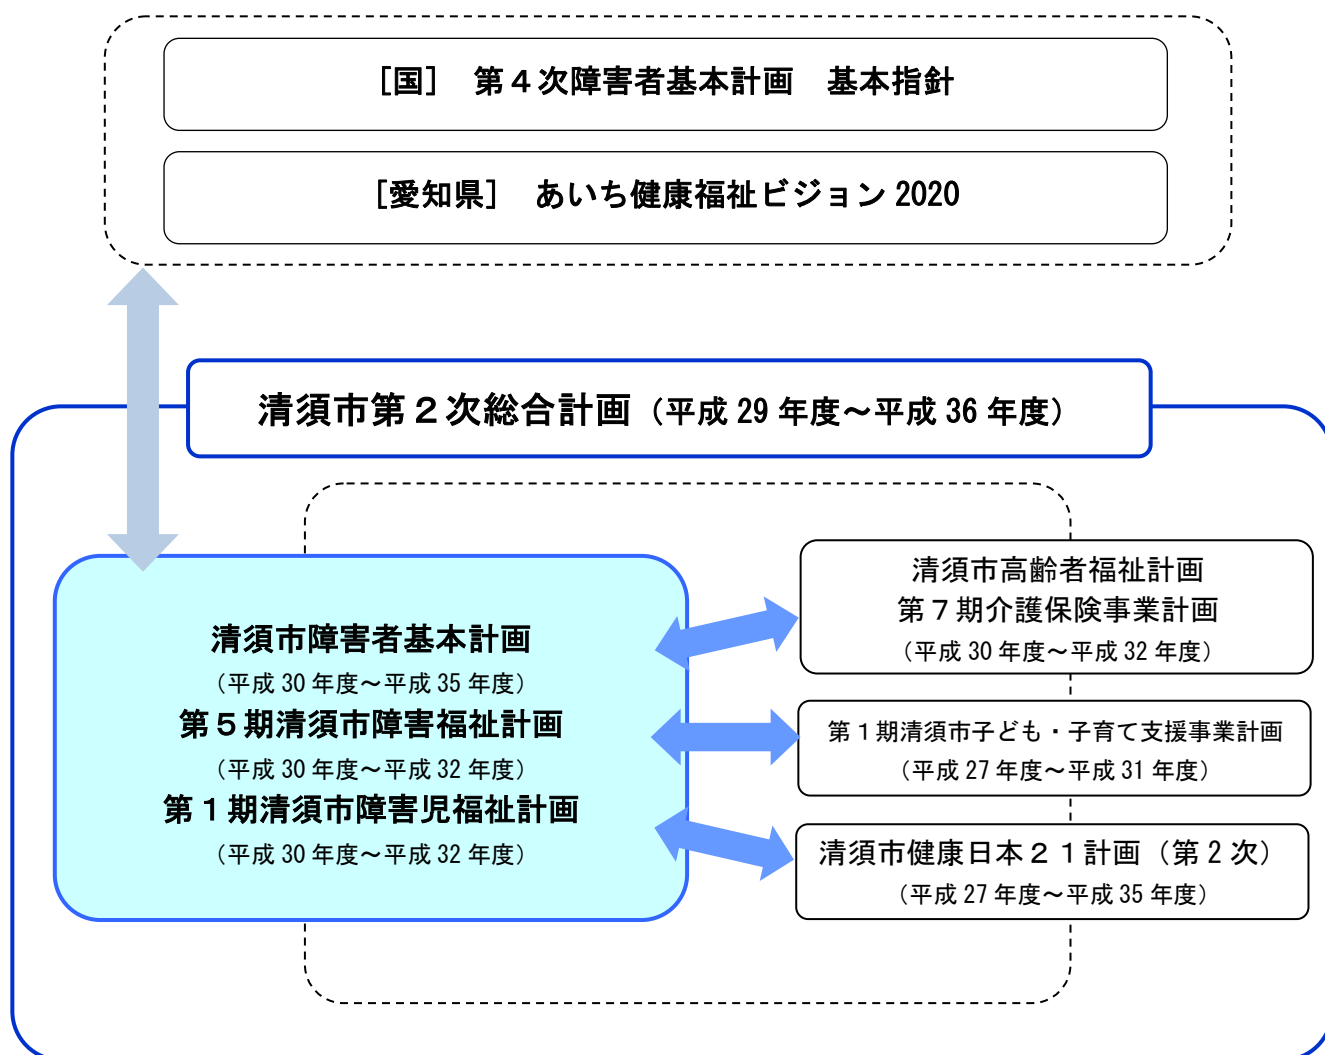 ［国］　第４次障害者基本計画　基本指針
［愛知県］　あいち健康福祉ビジョン 2020
清須市第２次総合計画（平成 29 年度～平成 36 年度）
清須市障害者基本計画
（平成 30 年度～平成 35 年度）
第５期清須市障害福祉計画
（平成 30 年度～平成 32 年度）
第１期清須市障害児福祉計画
（平成 30 年度～平成 32 年度）
清須市高齢者福祉計画
第７期介護保険事業計画
（平成 30 年度～平成 32 年度）
第１期清須市子ども・子育て支援事業計画
（平成 27 年度～平成 31 年度）
清須市健康日本２１計画（第２次）
（平成 27 年度～平成 35 年度）